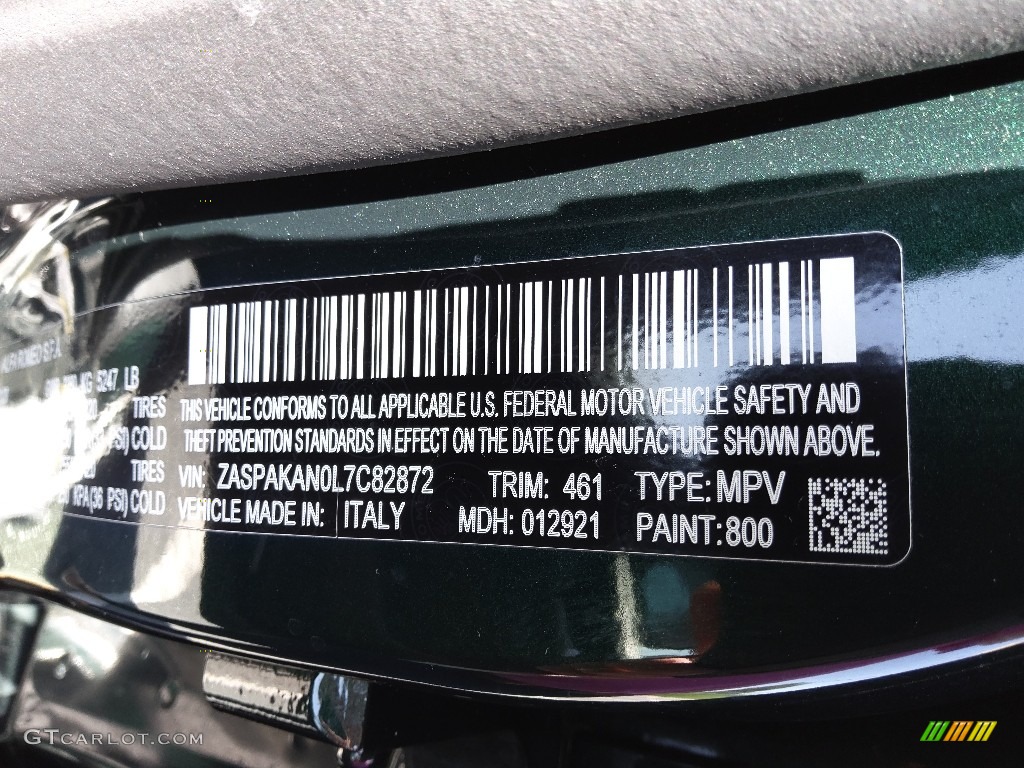 5247 LB
TIRES
COLD
TIRES
KPA(36 PSI) COLD
THIS VEHICLE CONFORMS TO ALL APPLICABLE U.S. FEDERAL MOTOR VEHICLE SAFETY AND
THEFT PREVENTION STANDARDS IN EFFECT ON THE DATE OF MANUFACTURE SHOWN ABOVE.
VIN: ZASPAKAN0L7C82872 TRIM: 461 TYPE: MPV
VEHICLE MADE IN: ITALY MDH: 012921 PAINT:800
GTCARLOT.COM